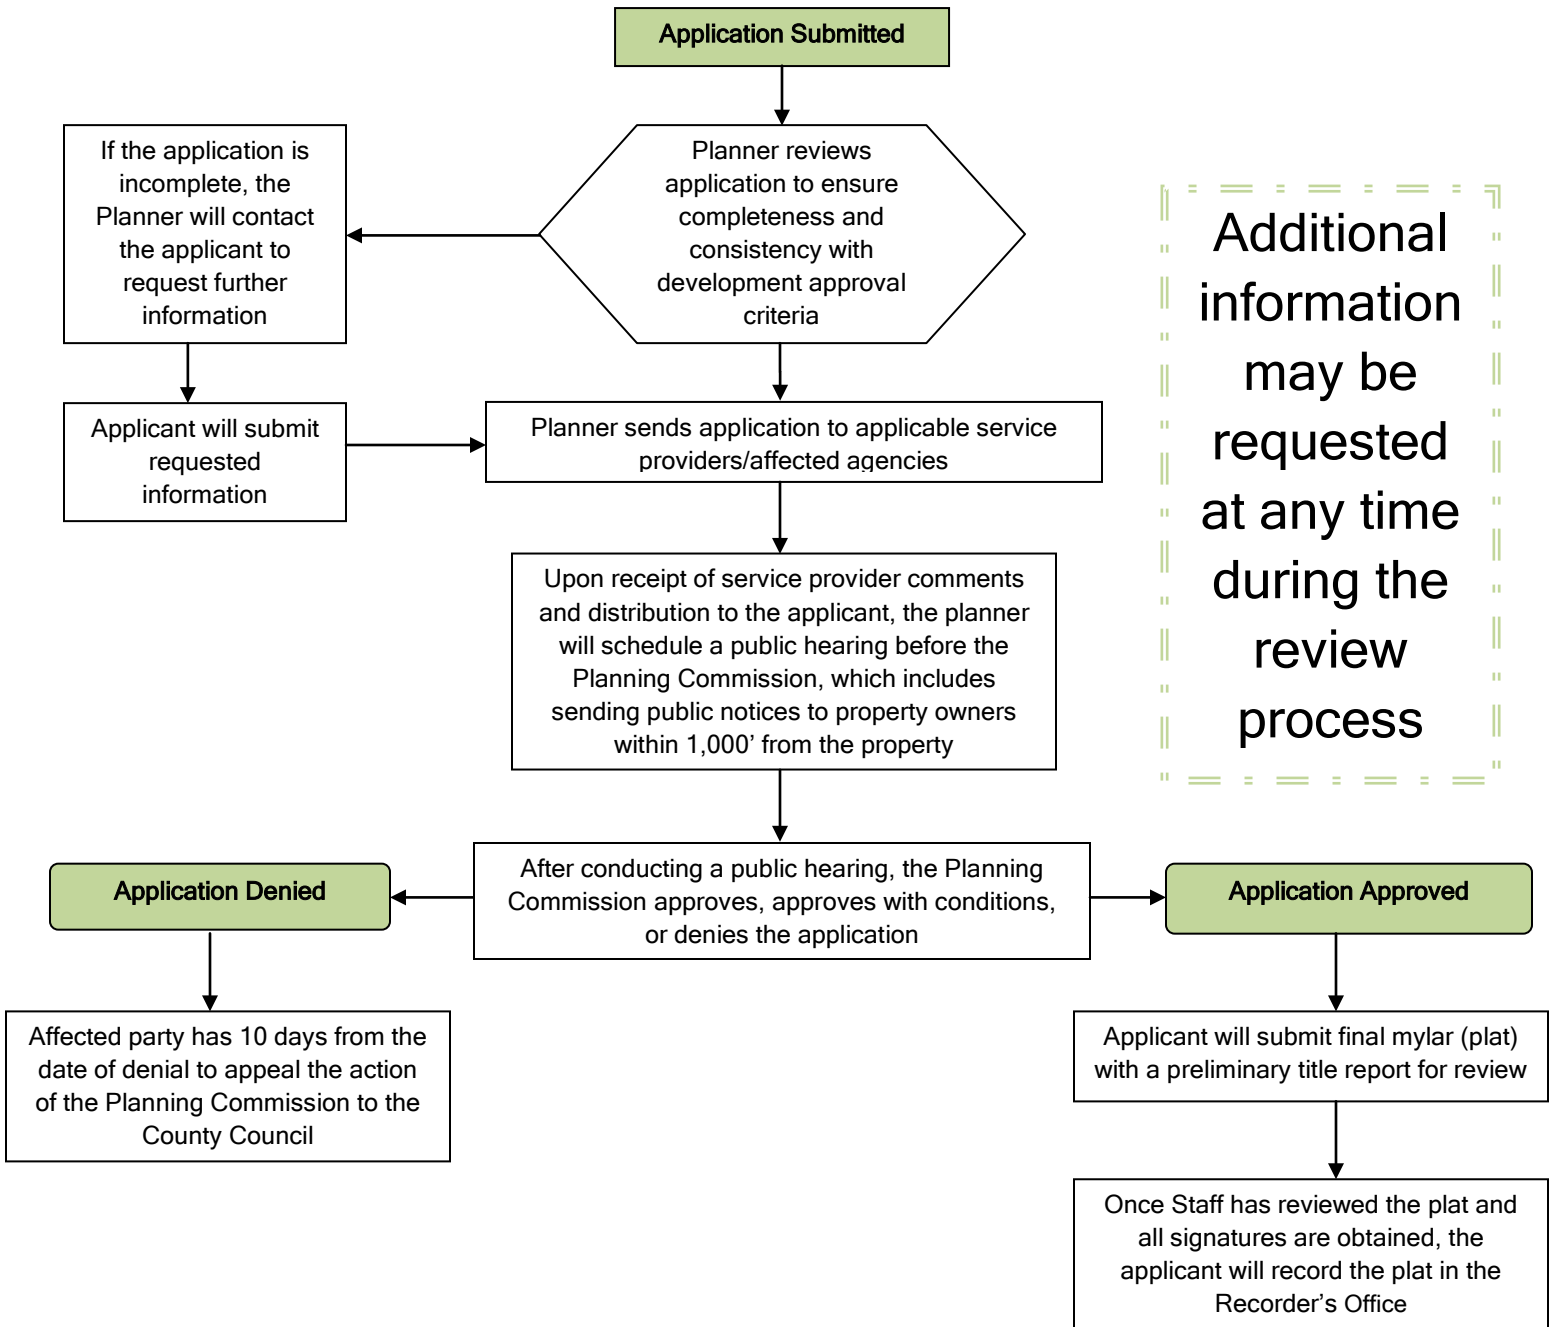 Application Submitted
If the application is
incomplete, the
Planner will contact
the applicant to
request further
information
Planner reviews
application to ensure
completeness and
consistency with
development approval
criteria
Additional
information
may be
requested
at any time
during the
review
process
Applicant will submit
requested
information
Planner sends application to applicable service
providers/affected agencies
Upon receipt of service provider comments
and distribution to the applicant, the planner
will schedule a public hearing before the
Planning Commission, which includes
sending public notices to property owners
within 1,000’ from the property
Application Denied
After conducting a public hearing, the Planning
Commission approves, approves with conditions,
or denies the application
Application Approved
Affected party has 10 days from the
date of denial to appeal the action
of the Planning Commission to the
County Council
Applicant will submit final mylar (plat)
with a preliminary title report for review
Once Staff has reviewed the plat and
all signatures are obtained, the
applicant will record the plat in the
Recorder’s Office